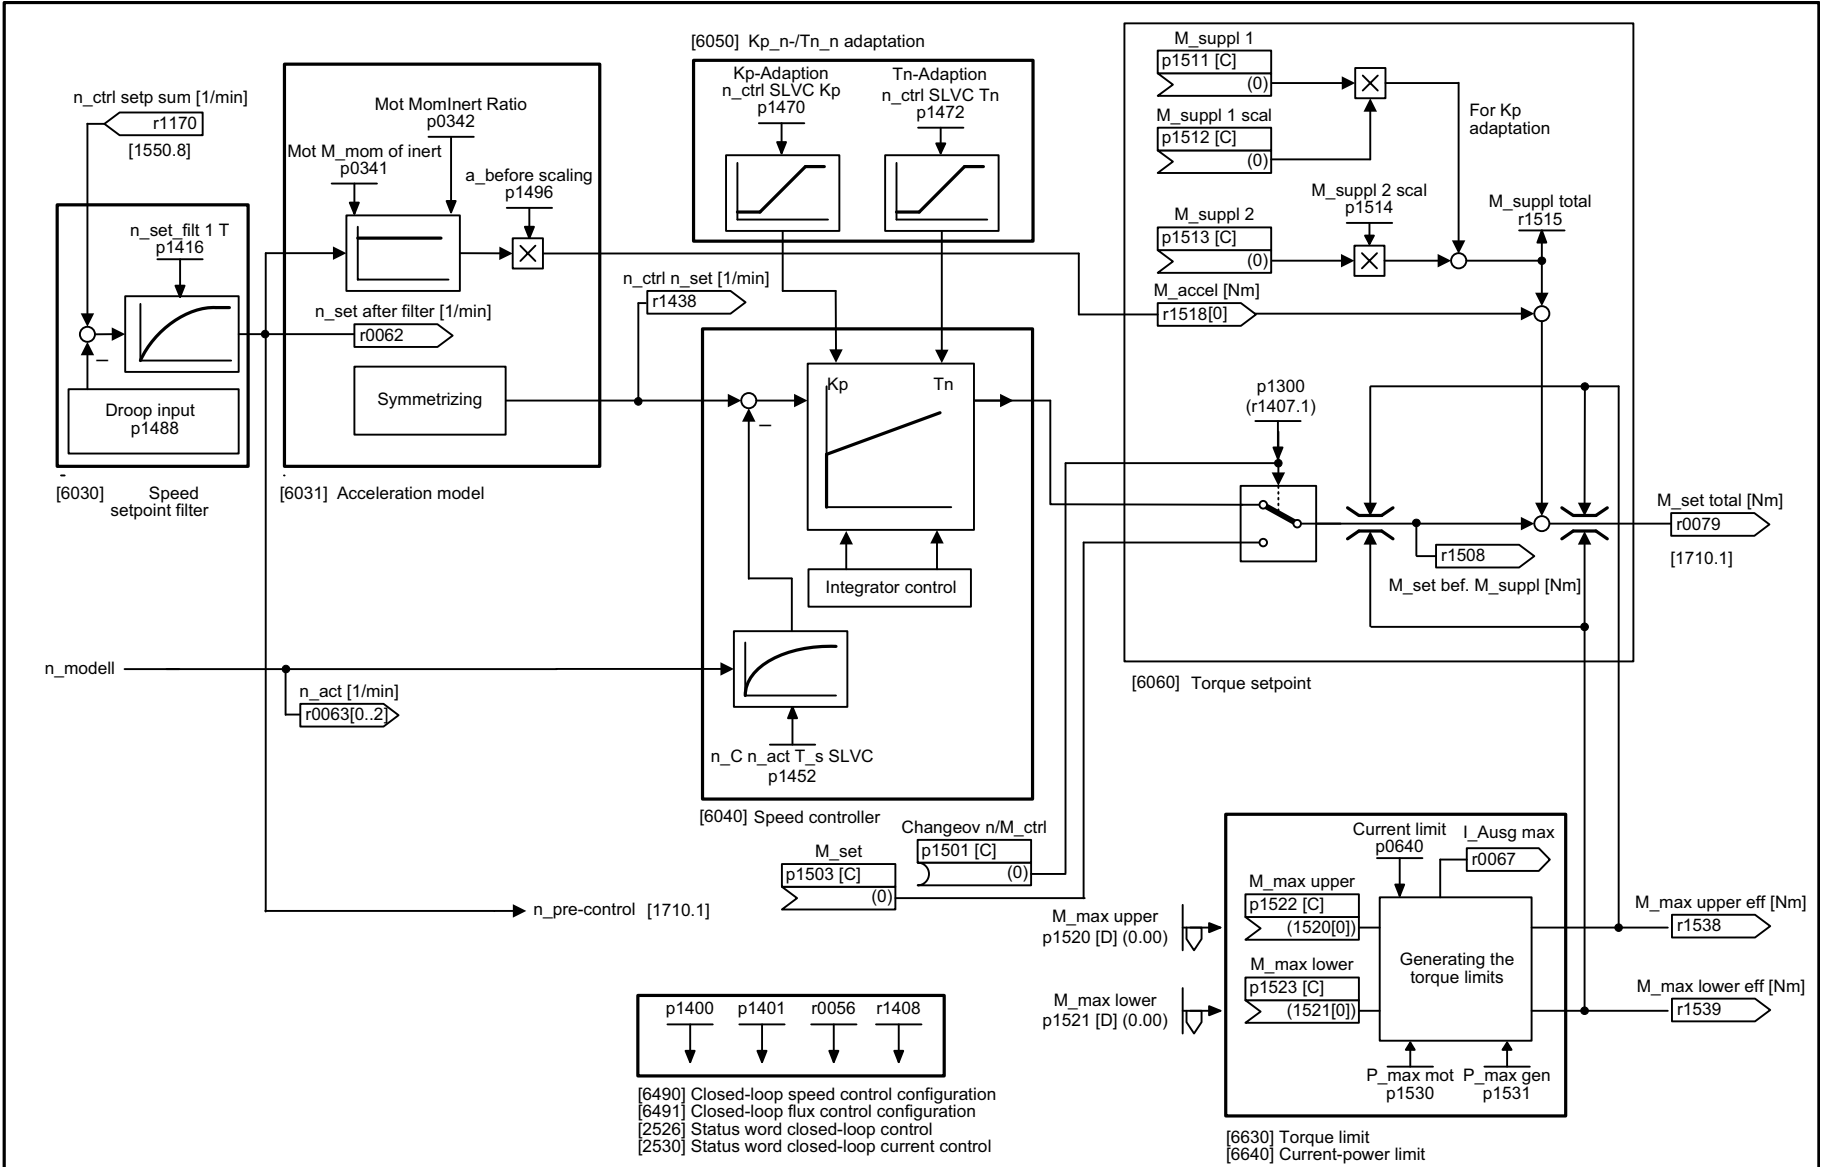 n_ctrl setp sum [1/min]
r1170
[1550.8]
n_set_filt 1 T
p1416
–
Droop input
p1488
[6030] Speed
setpoint filter
Mot MomInert Ratio
p0342
Mot M_mom of inert
p0341
a_before scaling
p1496
n_set after filter [1/min]
r0062
Symmetrizing
[6031] Acceleration model
[6050] Kp_n-/Tn_n adaptation
Kp-Adaption
n_ctrl SLVC Kp
p1470
Tn-Adaption
n_ctrl SLVC Tn
p1472
n_ctrl n_set [1/min]
r1438
–
Kp Tn
Integrator control
n_modell
n_act [1/min]
r0063[0..2]
n_C n_act T_s SLVC
p1452
[6040] Speed controller
M_suppl 1
p1511 [C]
(0)
M_suppl 1 scal
p1512 [C]
(0)
For Kp
adaptation
M_suppl 2 scal
p1514
M_suppl 2
p1513 [C]
(0)
M_suppl total
r1515
M_accel [Nm]
r1518[0]
p1300
(r1407.1)
r1508
M_set bef. M_suppl [Nm]
M_set total [Nm]
r0079
[1710.1]
[6060] Torque setpoint
Changeov n/M_ctrl
p1501 [C]
(0)
M_set
p1503 [C]
(0)
n_pre-control [1710.1]
M_max upper
p1520 [D] (0.00)
M_max lower
p1521 [D] (0.00)
Current limit
p0640
I_Ausg max
r0067
M_max upper
p1522 [C]
(1520[0])
M_max lower
p1523 [C]
(1521[0])
Generating the
torque limits
P_max mot
p1530
P_max gen
p1531
M_max upper eff [Nm]
r1538
M_max lower eff [Nm]
r1539
[6630] Torque limit
[6640] Current-power limit
p1400 p1401 r0056 r1408
[6490] Closed-loop speed control configuration
[6491] Closed-loop flux control configuration
[2526] Status word closed-loop control
[2530] Status word closed-loop current control